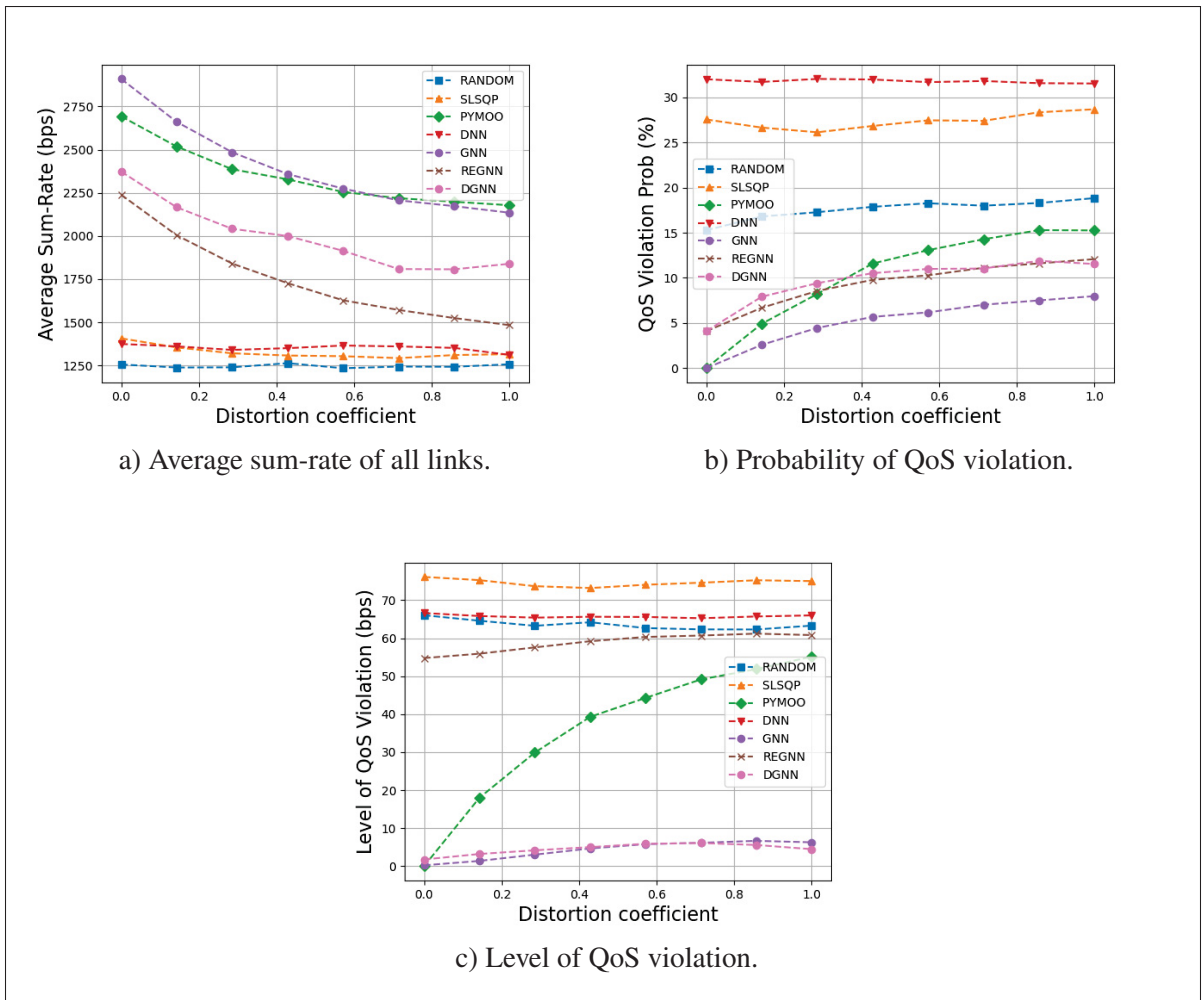 Average Sum-Rate (bps)
2750
2500
2250
2000
1750
1500
1250
RANDOM
SLSQP
PYMOO
DNN
GNN
REGNN
DGNN
0.0 0.2 0.4 0.6 0.8 1.0
Distortion coefficient
a) Average sum-rate of all links.
QoS Violation Prob (%)
30
25
20
15
10
5
0
RANDOM
SLSQP
PYMOO
DNN
GNN
REGNN
DGNN
0.0 0.2 0.4 0.6 0.8 1.0
Distortion coefficient
b) Probability of QoS violation.
Level of QoS Violation (bps)
70
60
50
40
30
20
10
0
RANDOM
SLSQP
PYMOO
DNN
GNN
REGNN
DGNN
0.0 0.2 0.4 0.6 0.8 1.0
Distortion coefficient
c) Level of QoS violation.